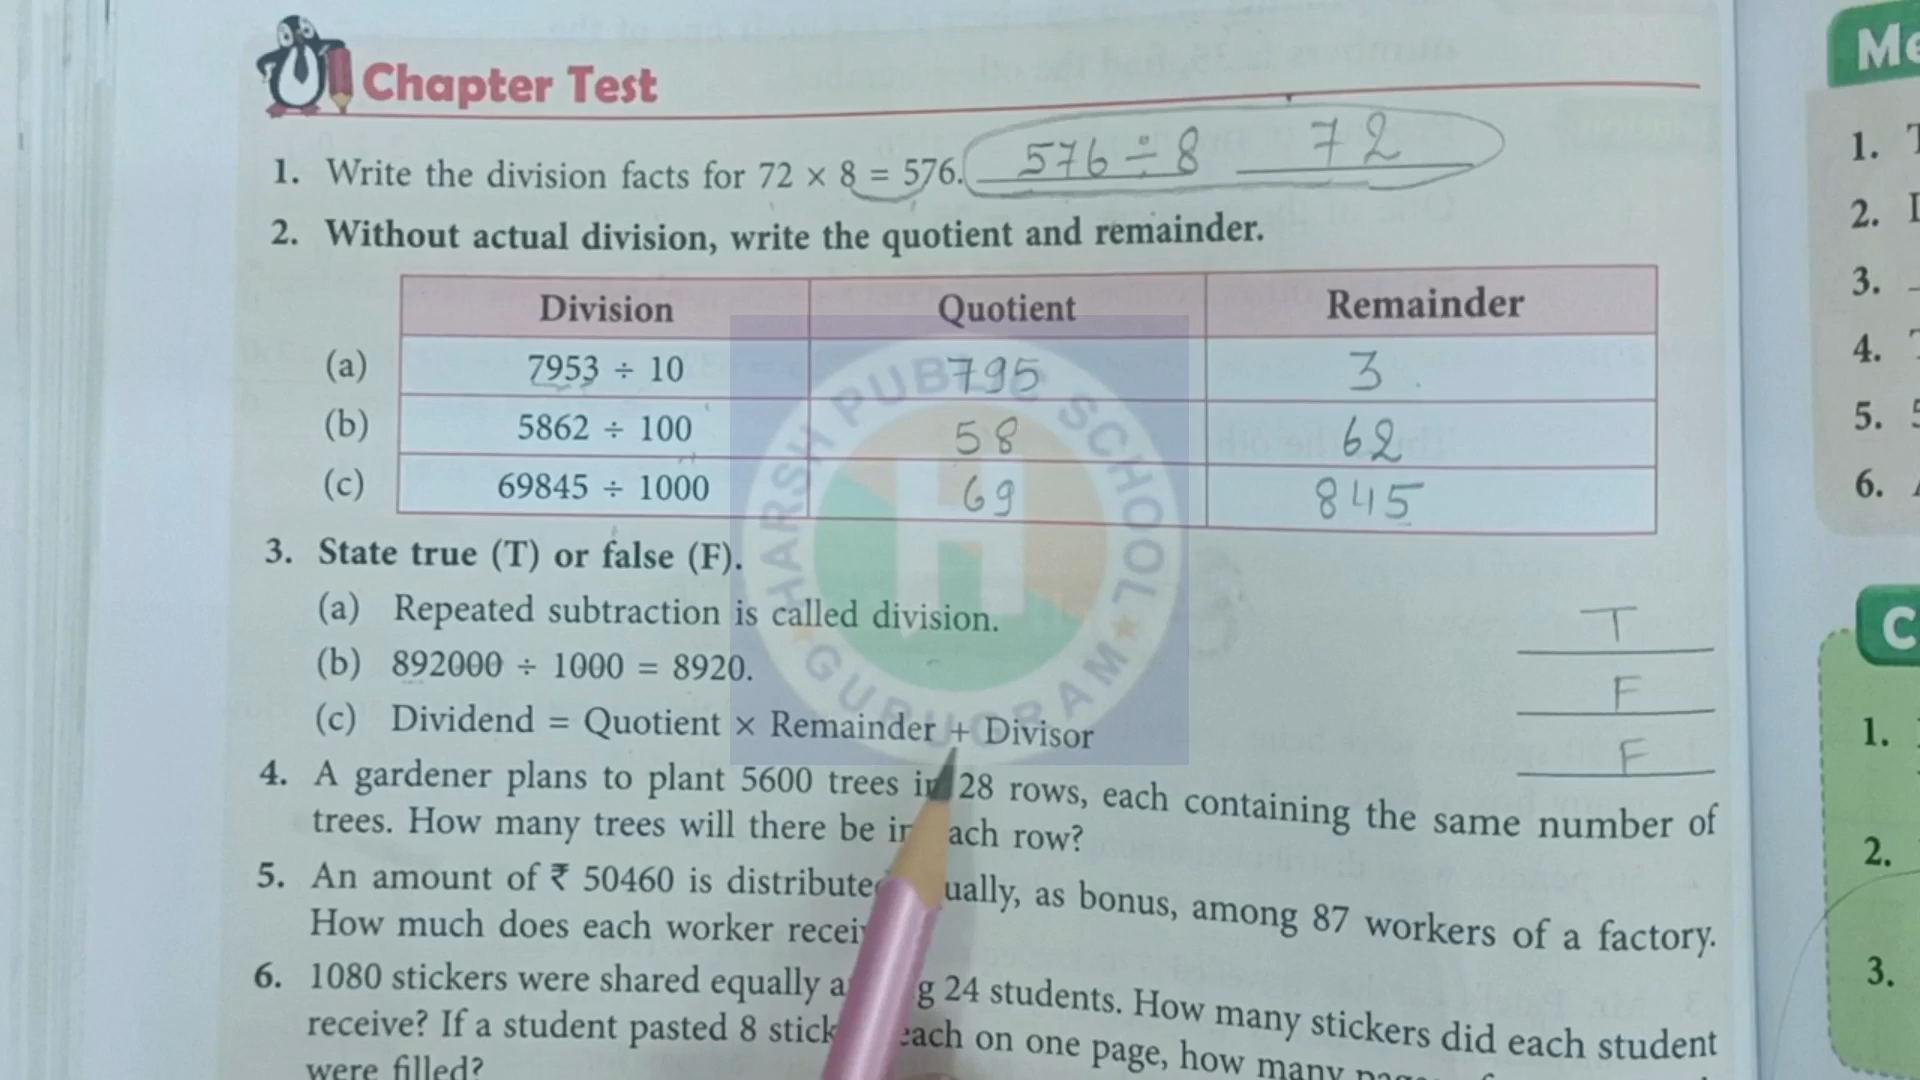 Chapter Test
1. Write the division facts for 72 × 8 = 576. 576 ÷ 8 72
2. Without actual division, write the quotient and remainder.
Division Quotient Remainder
(a) 7953 ÷ 10 795 3
(b) 5862 ÷ 100 58 62
(c) 69845 ÷ 1000 69 845
3. State true (T) or false (F).
(a) Repeated subtraction is called division. T
(b) 892000 ÷ 1000 = 8920. F
(c) Dividend = Quotient × Remainder + Divisor F
4. A gardener plans to plant 5600 trees in 28 rows, each containing the same number of
trees. How many trees will there be in each row?
5. An amount of ₹ 50460 is distributed equally, as bonus, among 87 workers of a factory.
How much does each worker
6. 1080 stickers were shared equally 24 students. How many stickers did each student
receive? If a student pasted 8 each on one page, how many
were filled?
HARSH PUBLIC SCHOOL
GURUGRAM
H
Me
1.
2.
3.
4.
5.
6.
C
1.
2.
3.